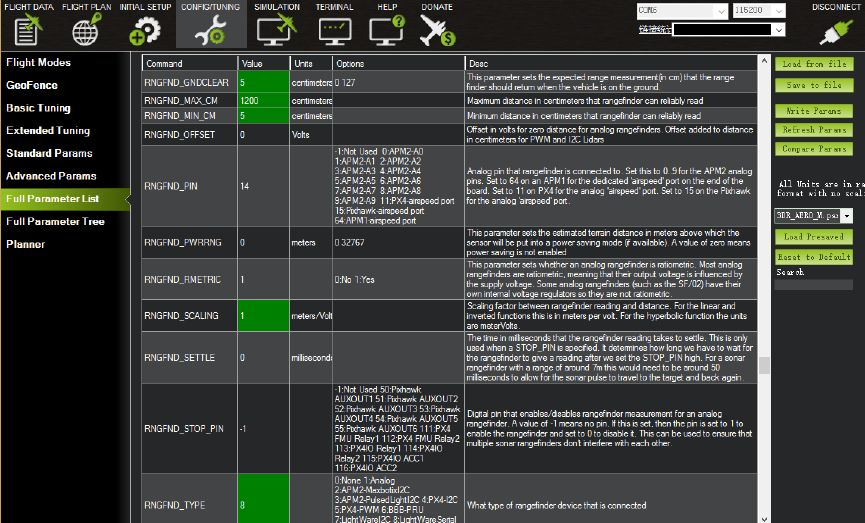 FLIGHT DATA FLIGHT PLAN INITIAL SETUP CONFIG/TUNING SIMULATION TERMINAL HELP DONATE
COM6 115200 DISCONNECT
Flight Modes
GeoFence
Basic Tuning
Extended Tuning
Standard Params
Advanced Params
Full Parameter List
Full Parameter Tree
Planner
Command Value Units Options Desc
RNGFND_GNDCLEAR 5 centimeters 0 127
This parameter sets the expected range measurement(in cm) that the range
finder should return when the vehicle is on the ground.
RNGFND_MAX_CM 1200 centimeters Maximum distance in centimeters that rangefinder can reliably read
RNGFND_MIN_CM 5 centimeters Minimum distance in centimeters that rangefinder can reliably read
RNGFND_OFFSET 0 Volts
Offset in volts for zero distance for analog rangefinders. Offset added to distance
in centimeters for PWM and I2C Lidars
RNGFND_PIN 14
-1:Not Used 0:APM2-A0
1:APM2-A1 2:APM2-A2
3:APM2-A3 4:APM2-A4
5:APM2-A5 6:APM2-A6
7:APM2-A7 8:APM2-A8
9:APM2-A9 11:PX4-airspeed port
15:Pixhawk-airspeed port
64:APM1-airspeed port
Analog pin that rangefinder is connected to. Set this to 0..9 for the APM2 analog
pins. Set to 64 on an APM1 for the dedicated 'airspeed' port on the end of the
board. Set to 11 on PX4 for the analog 'airspeed' port. Set to 15 on the Pixhawk
for the analog 'airspeed' port.
RNGFND_PWRRNG 0 meters 0 32767
This parameter sets the estimated terrain distance in meters above which the
sensor will be put into a power saving mode (if available). A value of zero means
power saving is not enabled
RNGFND_RMETRIC 1 0:No 1:Yes
This parameter sets whether an analog rangefinder is ratiometric. Most analog
rangefinders are ratiometric, meaning that their output voltage is influenced by
the supply voltage. Some analog rangefinders (such as the SF/02) have their
own internal voltage regulators so they are not ratiometric.
RNGFND_SCALING 1 meters/Volt
Scaling factor between rangefinder reading and distance. For the linear and
inverted functions this is in meters per volt. For the hyperbolic function the units
are meterVolts.
RNGFND_SETTLE 0 milliseconds
The time in milliseconds that the rangefinder reading takes to settle. This is only
used when a STOP_PIN is specified. It determines how long we have to wait for
the rangefinder to give a reading after we set the STOP_PIN high. For a sonar
rangefinder with a range of around 7m this would need to be around 50
milliseconds to allow for the sonar pulse to travel to the target and back again.
RNGFND_STOP_PIN -1
-1:Not Used 50:Pixhawk
AUXOUT1 51:Pixhawk AUXOUT2
52:Pixhawk AUXOUT3 53:Pixhawk
AUXOUT4 54:Pixhawk AUXOUT5
55:Pixhawk AUXOUT6 111:PX4
FMU Relay1 112:PX4 FMU Relay2
113:PX4IO Relay1 114:PX4IO
Relay2 115:PX4IO ACC1
116:PX4IO ACC2
Digital pin that enables/disables rangefinder measurement for an analog
rangefinder. A value of -1 means no pin. If this is set, then the pin is set to 1 to
enable the rangefinder and set to 0 to disable it. This can be used to ensure that
multiple sonar rangefinders don't interfere with each other.
RNGFND_TYPE 8
0:None 1:Analog
2:APM2-MaxbotixI2C
3:APM2-PulsedLightI2C 4:PX4-I2C
5:PX4-PWM 6:BBB-PRU
7:LightWareI2C 8:LightWareSerial
What type of rangefinder device that is connected
Load from file
Save to file
Write Params
Refresh Params
Compare Params
All Units are in ra
format with no scali
3DR_AERO_M.par
Load Presaved
Reset to Default
Search